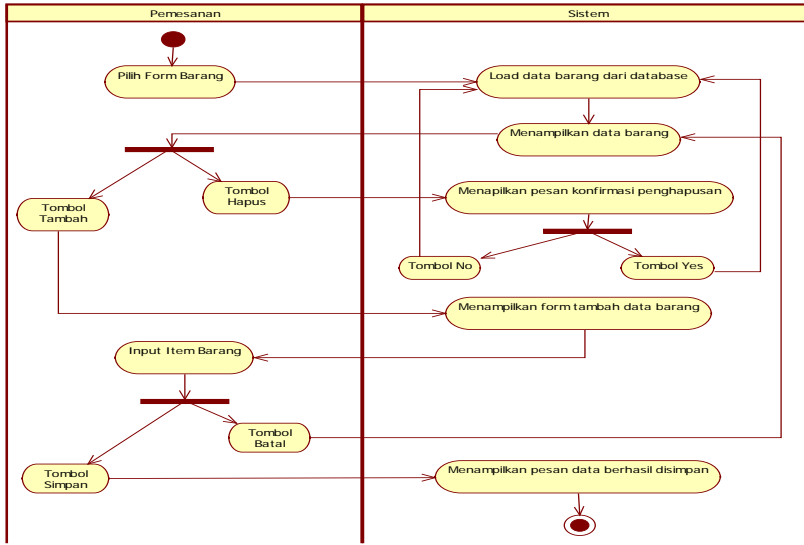 Pemesanan
Sistem
Pilih Form Barang
Load data barang dari database
Menampilkan data barang
Tombol
Tambah
Tombol
Hapus
Menapilkan pesan konfirmasi penghapusan
Tombol No
Tombol Yes
Menampilkan form tambah data barang
Input Item Barang
Tombol
Batal
Tombol
Simpan
Menampilkan pesan data berhasil disimpan